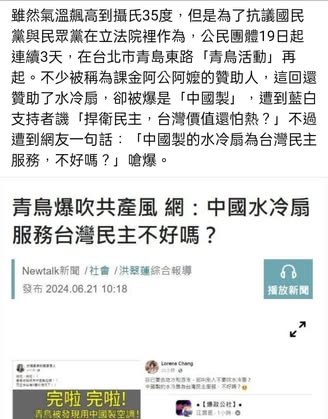 雖然氣溫飆高到攝氏35度，但是為了抗議國民
黨與民眾黨在立法院裡作為，公民團體19日起
連續3天，在台北市青島東路「青鳥活動」再
起。不少被稱為課金阿公阿嬤的贊助人，這回還
贊助了水冷扇，卻被爆是「中國製」，遭到藍白
支持者譏「捍衛民主，台灣價值還怕熱？」不過
遭到網友一句話：「中國製的水冷扇為台灣民主
服務，不好嗎？」嗆爆。
青鳥爆吹共產風 網：中國水冷扇
服務台灣民主不好嗎？
Newtalk新聞 /社會 / 洪翠蓮綜合報導
發布 2024.06.21 10:18
播放新聞
完啦 完啦!
青鳥被發現用中國製空調!
Lorena Chang